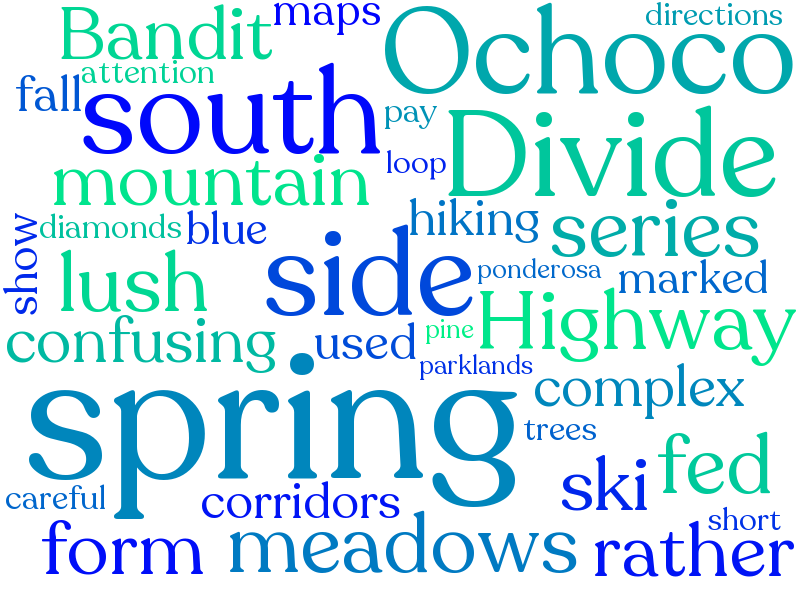 Bandit
maps
Ochoco
directions
attention
fall
south
pay
Divide
loop
mountain
hiking
series
show
diamonds
blue
side
ponderosa
marked
lush
Highway
confusing
used
pine
parklands
spring
complex
trees
fed
ski
careful
corridors
short
form
meadows
rather